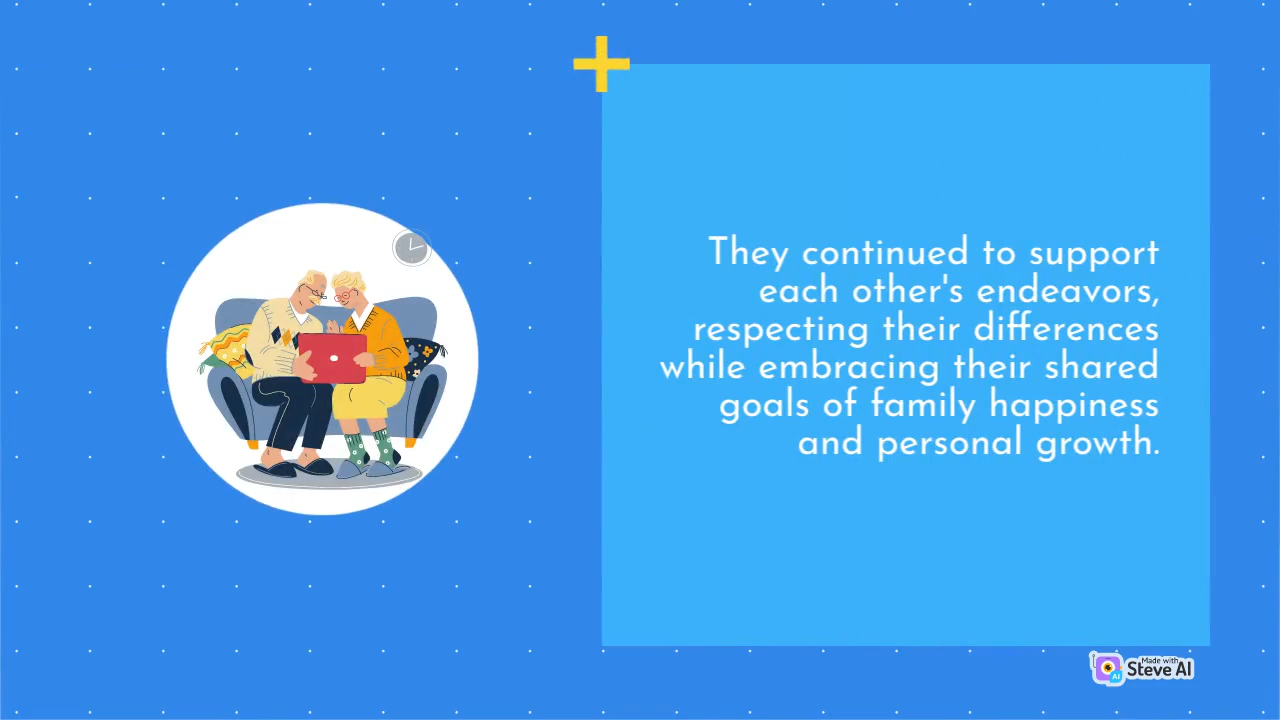 They continued to support
each other's endeavors,
respecting their differences
while embracing their shared
goals of family happiness
and personal growth.
Made with
Steve AI
AI